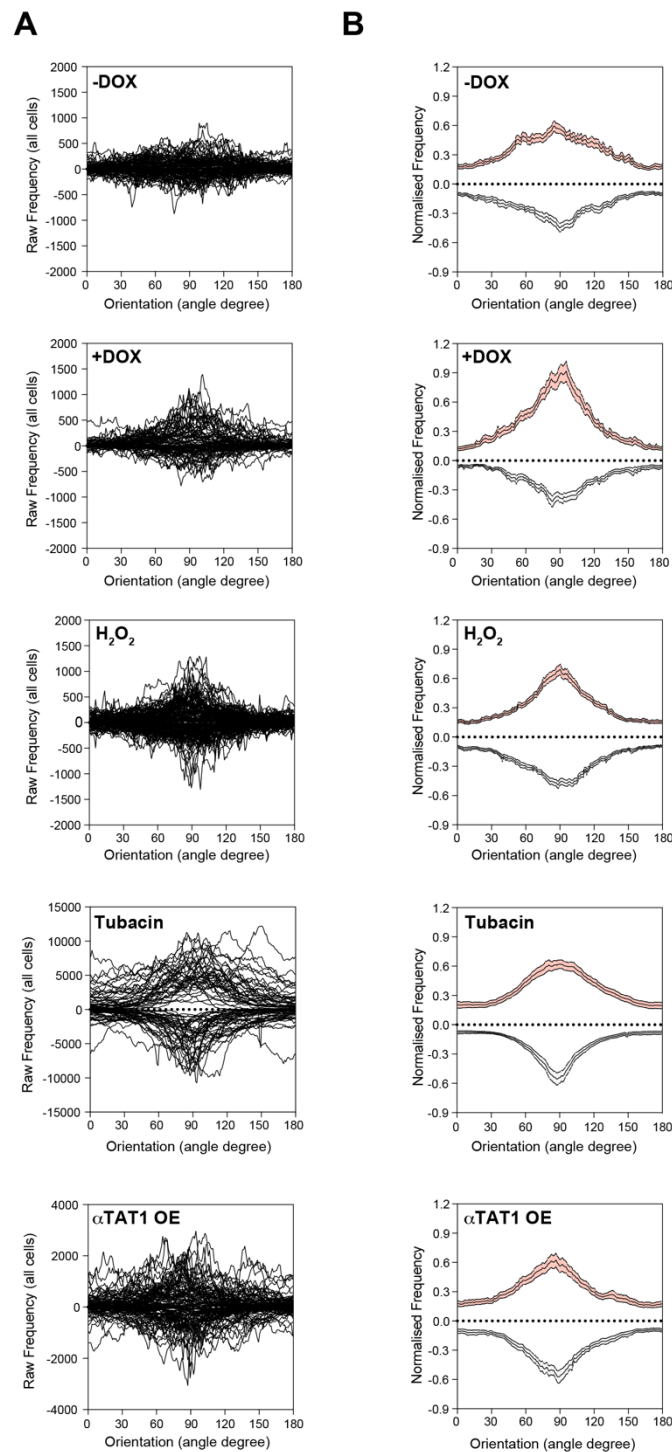 A
B
-DOX
Raw Frequency (all cells)
2000
1500
1000
500
0
-500
-1000
-1500
-2000
0 30 60 90 120 150 180
Orientation (angle degree)
-DOX
Normalised Frequency
1.2
0.9
0.6
0.3
0.0
-0.3
-0.6
-0.9
0 30 60 90 120 150 180
Orientation (angle degree)
+DOX
Raw Frequency (all cells)
2000
1500
1000
500
0
-500
-1000
-1500
-2000
0 30 60 90 120 150 180
Orientation (angle degree)
+DOX
Normalised Frequency
1.2
0.9
0.6
0.3
0.0
-0.3
-0.6
-0.9
0 30 60 90 120 150 180
Orientation (angle degree)
H₂O₂
Raw Frequency (all cells)
2000
1500
1000
500
0
-500
-1000
-1500
-2000
0 30 60 90 120 150 180
Orientation (angle degree)
H₂O₂
Normalised Frequency
1.2
0.9
0.6
0.3
0.0
-0.3
-0.6
-0.9
0 30 60 90 120 150 180
Orientation (angle degree)
Tubacin
Raw Frequency (all cells)
15000
10000
5000
0
-5000
-10000
-15000
0 30 60 90 120 150 180
Orientation (angle degree)
Tubacin
Normalised Frequency
1.2
0.9
0.6
0.3
0.0
-0.3
-0.6
-0.9
0 30 60 90 120 150 180
Orientation (angle degree)
αTAT1 OE
Raw Frequency (all cells)
4000
2000
0
-2000
-4000
0 30 60 90 120 150 180
Orientation (angle degree)
αTAT1 OE
Normalised Frequency
1.2
0.9
0.6
0.3
0.0
-0.3
-0.6
-0.9
0 30 60 90 120 150 180
Orientation (angle degree)